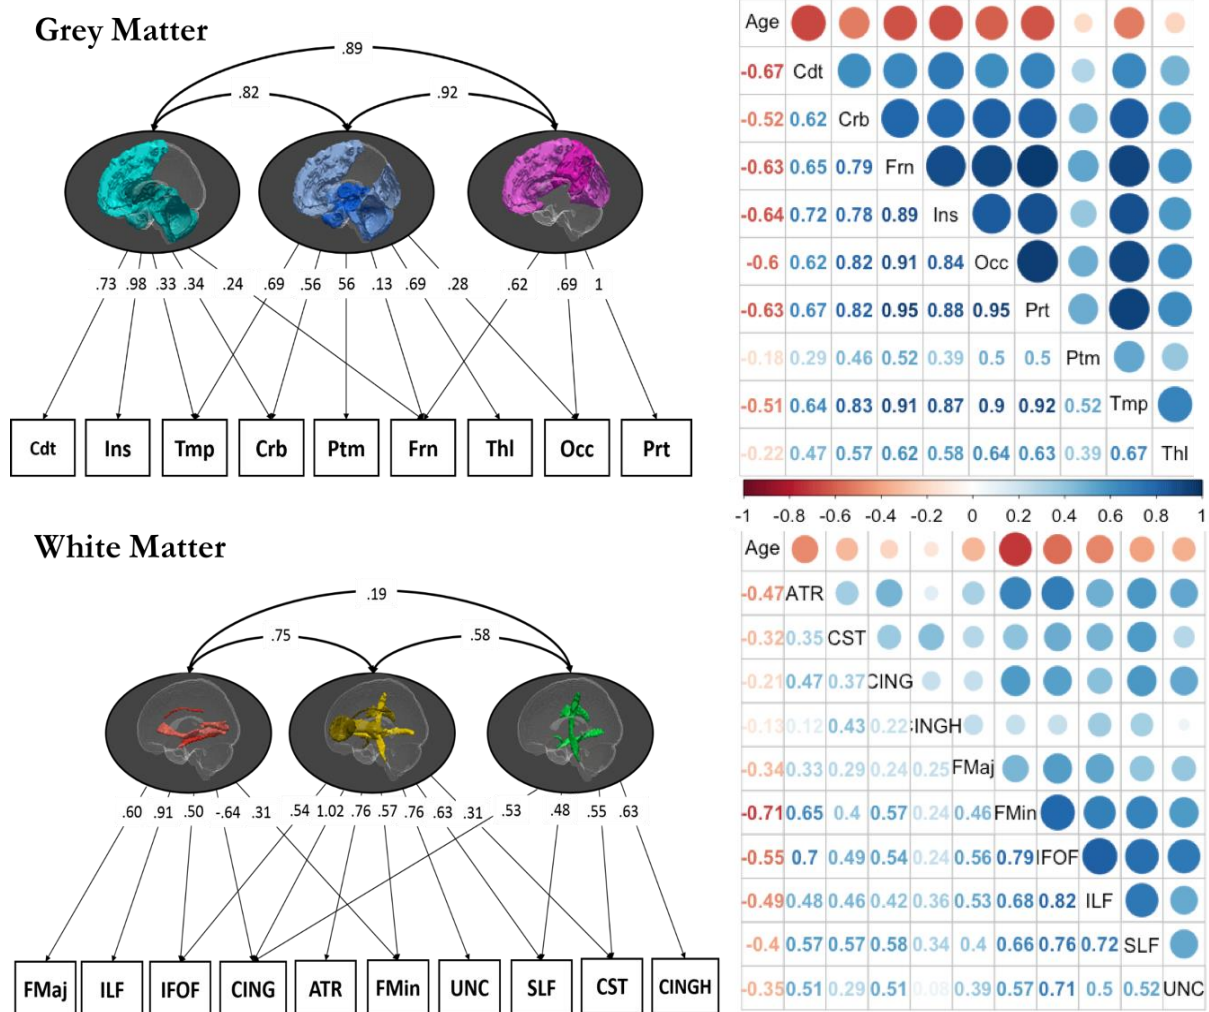 Grey Matter
.89
.82
.92
.73 .98 .33 .34 .24 .69 .56 56 .13 .69 .28 .62 .69 1
Cdt Ins Tmp Crb Ptm Frn Thl Occ Prt
Age
-0.67 Cdt
-0.52 0.62 Crb
-0.63 0.65 0.79 Frn
-0.64 0.72 0.78 0.89 Ins
-0.6 0.62 0.82 0.91 0.84 Occ
-0.63 0.67 0.82 0.95 0.88 0.95 Prt
-0.18 0.29 0.46 0.52 0.39 0.5 0.5 Ptm
-0.51 0.64 0.83 0.91 0.87 0.9 0.92 0.52 Tmp
-0.22 0.47 0.57 0.62 0.58 0.64 0.63 0.39 0.67 Thl
-1 -0.8 -0.6 -0.4 -0.2 0 0.2 0.4 0.6 0.8 1
White Matter
.19
.75
.58
.60 .91 .50 -.64 .31 .54 1.02 .76 .57 .76 .63 .31 .53 .48 .55 .63
FMaj ILF IFOF CING ATR FMin UNC SLF CST CINGH
Age
-0.47 ATR
-0.32 0.35 CST
-0.21 0.47 0.37 CING
-0.13 0.12 0.43 0.22 CINGH
-0.34 0.33 0.29 0.24 0.25 FMaj
-0.71 0.65 0.4 0.57 0.24 0.46 FMin
-0.55 0.7 0.49 0.54 0.24 0.56 0.79 IFOF
-0.49 0.48 0.46 0.42 0.36 0.53 0.68 0.82 ILF
-0.4 0.57 0.57 0.58 0.34 0.4 0.66 0.76 0.72 SLF
-0.35 0.51 0.29 0.51 0.08 0.39 0.57 0.71 0.5 0.52 UNC